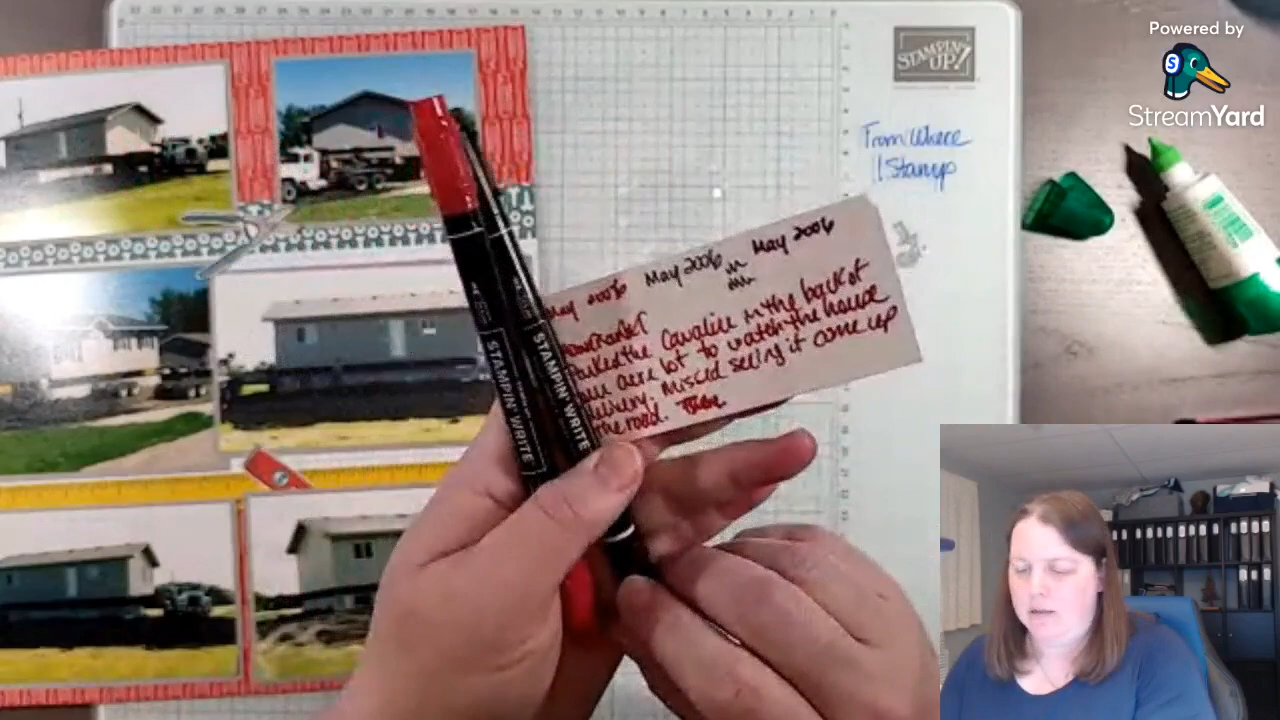 Powered by
StreamYard
STAMPIN' UP!
From Where
I Stamp
May 2006 May 2006 in May 2006
Parked the Cavalier in the back of
acre lot to watch the house
delivery. Missed seeing it come up
the road.
STAMPIN' WRITE
STAMPIN' WRITE